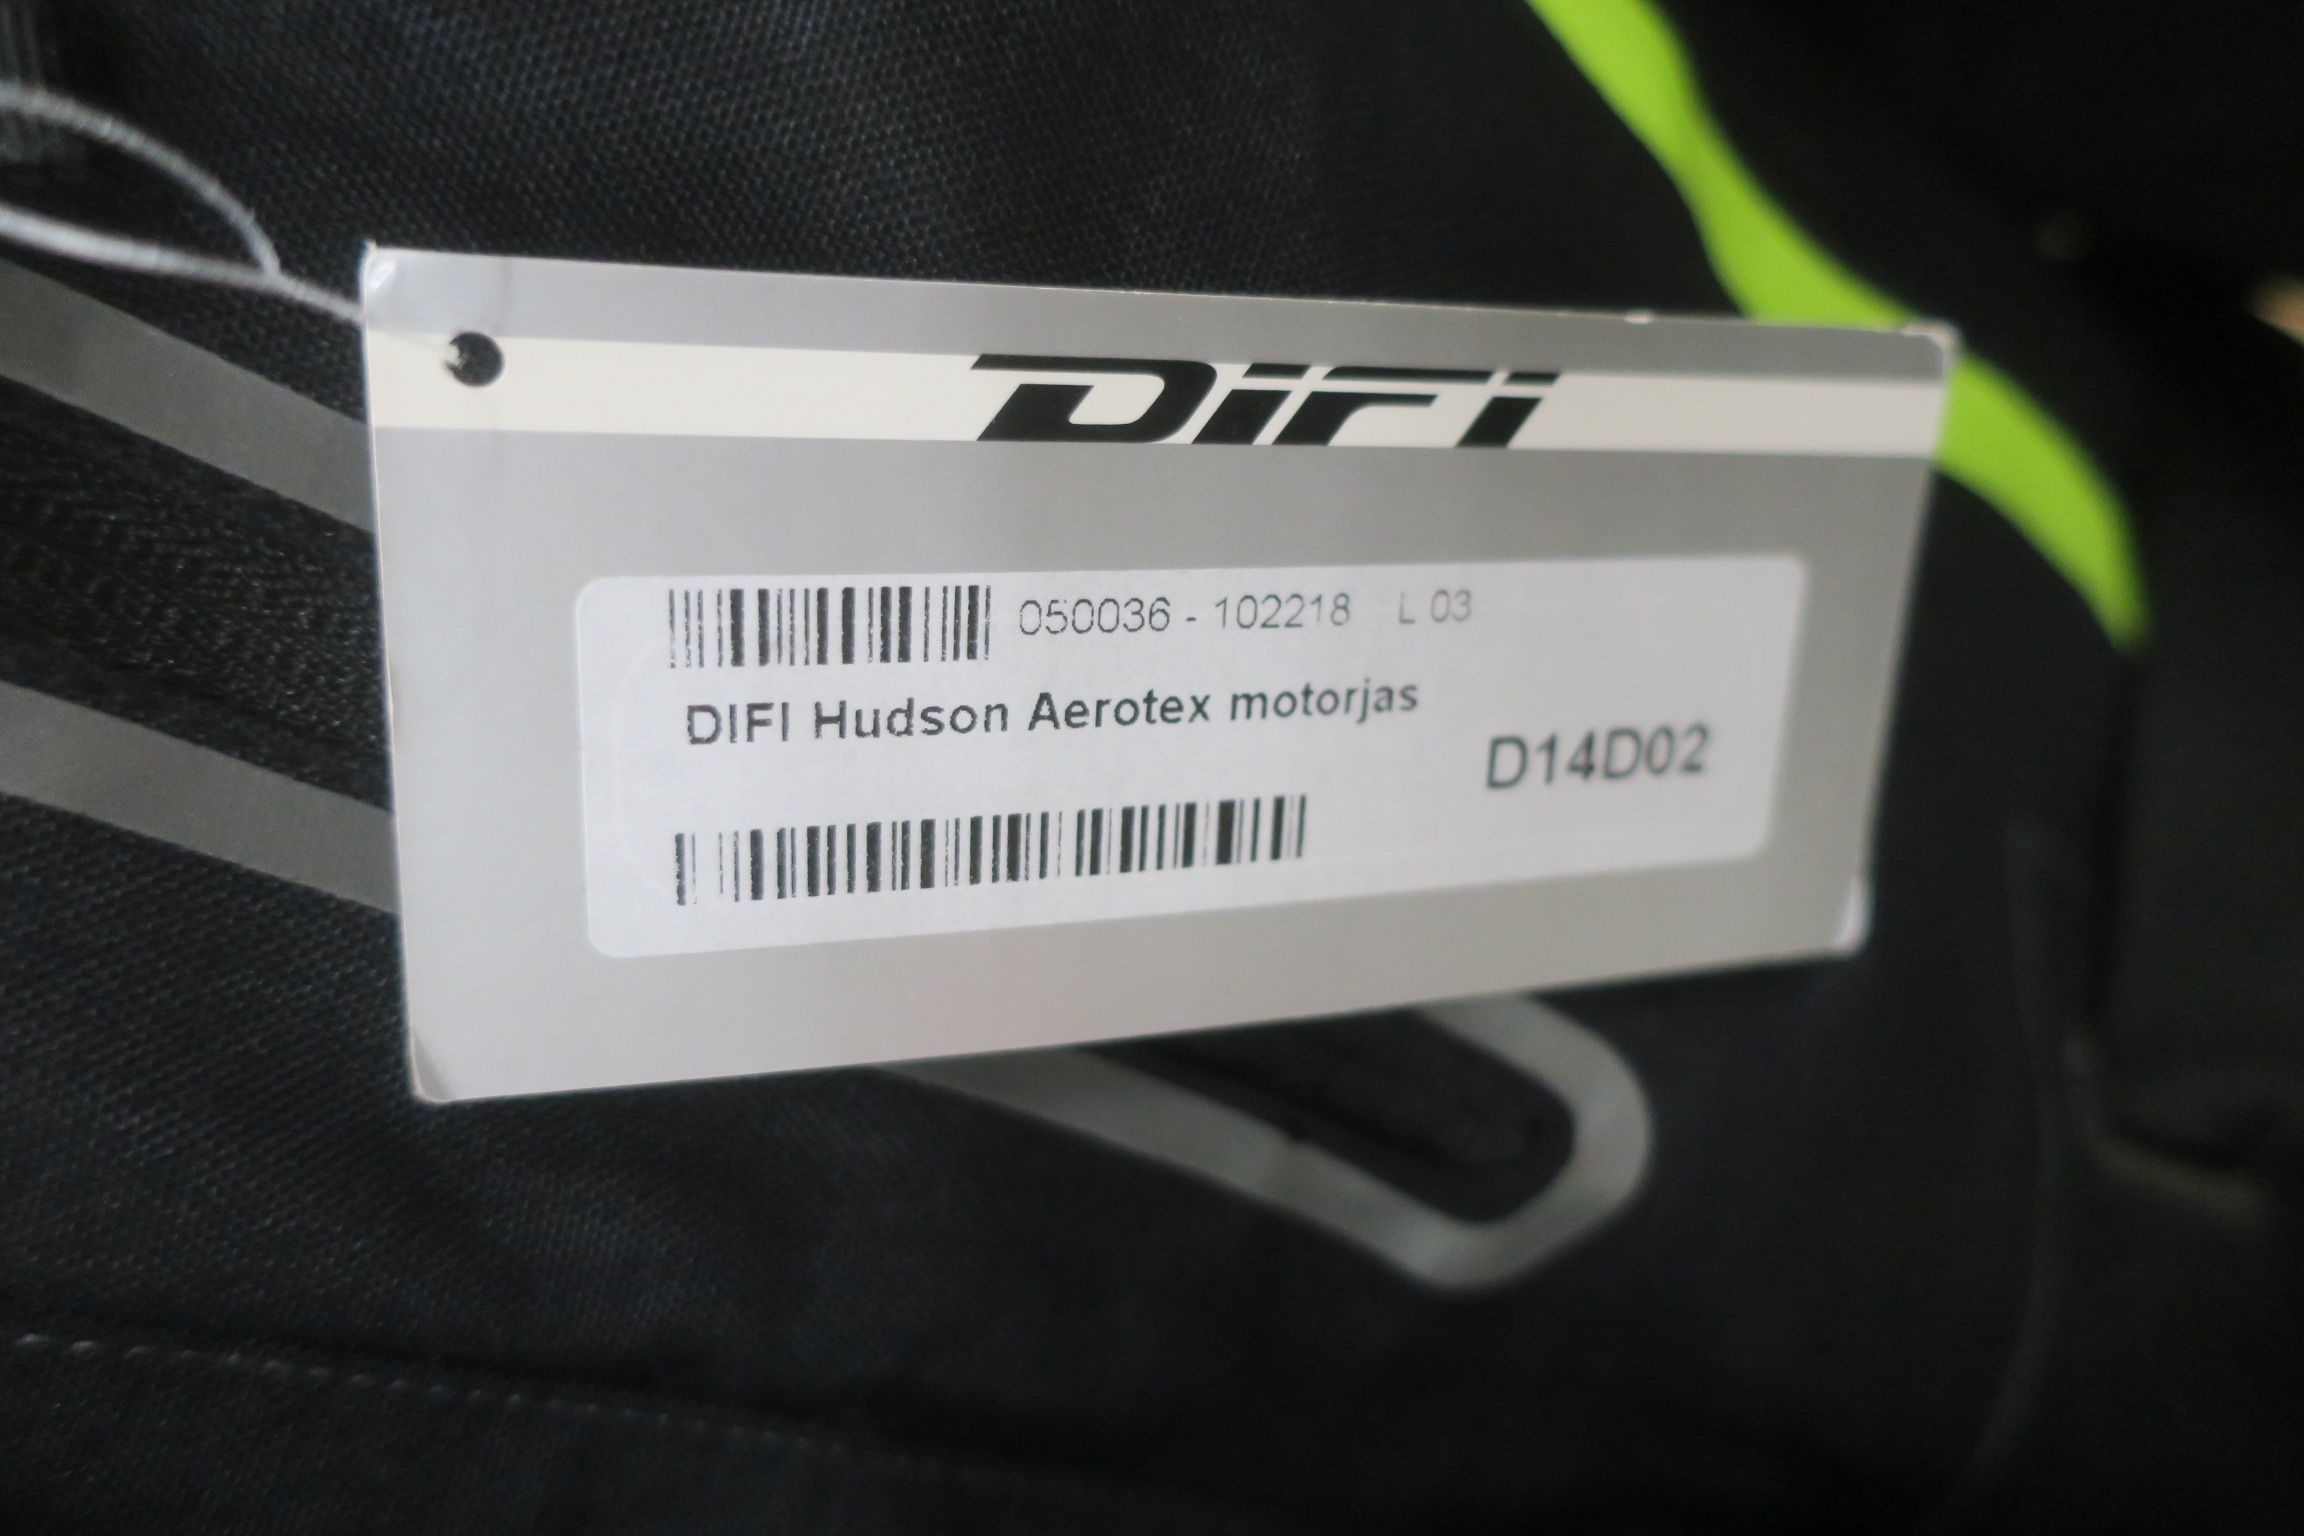 DiFi
050036 - 102218 L 03
DIFI Hudson Aerotex motorjas
D14D02